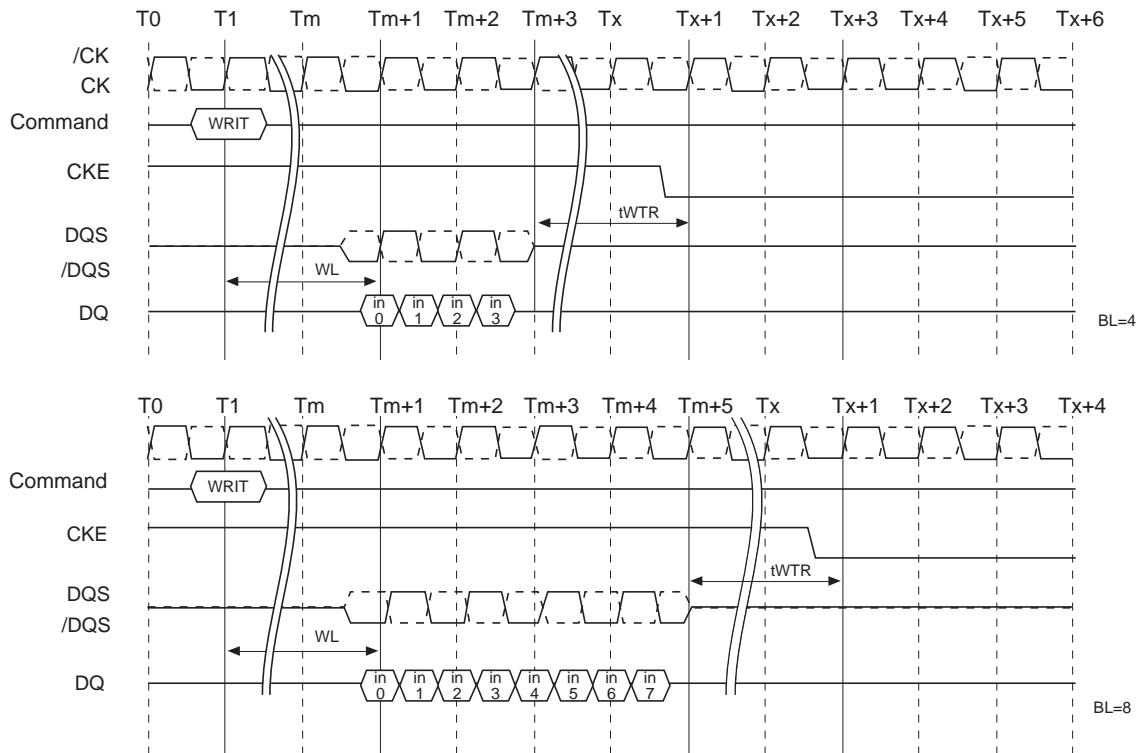 T0 T1 Tm Tm+1 Tm+2 Tm+3 Tx Tx+1 Tx+2 Tx+3 Tx+4 Tx+5 Tx+6
/CK
CK
Command WRIT
CKE
tWTR
DQS
/DQS
WL
DQ in 0 in 1 in 2 in 3
BL=4
T0 T1 Tm Tm+1 Tm+2 Tm+3 Tm+4 Tm+5 Tx Tx+1 Tx+2 Tx+3 Tx+4
Command WRIT
CKE
tWTR
DQS
/DQS
WL
DQ in 0 in 1 in 2 in 3 in 4 in 5 in 6 in 7
BL=8